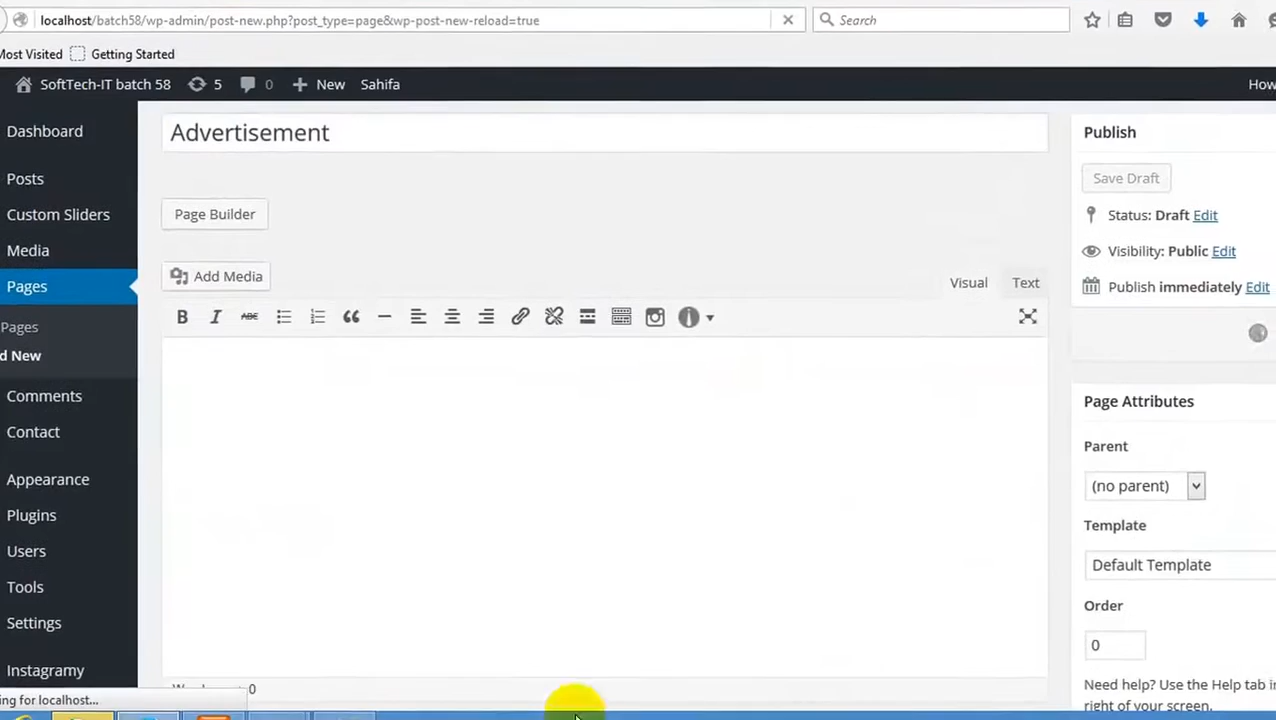 localhost/batch58/wp-admin/post-new.php?post_type=page&wp-post-new-reload=true
Search
Most Visited
Getting Started
SoftTech-IT batch 58
5
0
New
Sahifa
How
Dashboard
Advertisement
Publish
Posts
Save Draft
Custom Sliders
Page Builder
Status: Draft Edit
Media
Visibility: Public Edit
Add Media
Visual
Text
Pages
Publish immediately Edit
Pages
d New
Comments
Page Attributes
Contact
Parent
Appearance
(no parent)
Plugins
Template
Users
Default Template
Tools
Order
Settings
0
Instagramy
Need help? Use the Help tab in
right of your screen.
0
ing for localhost...